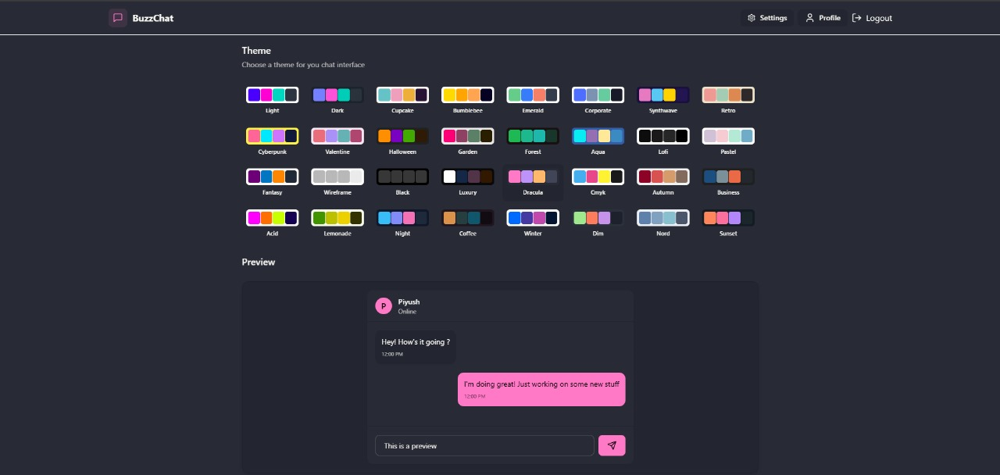 BuzzChat
Settings Profile Logout
Theme
Choose a theme for you chat interface
Light Dark Cupcake Bumblebee Emerald Corporate Synthwave Retro
Cyberpunk Valentine Halloween Garden Forest Aqua Lofi Pastel
Fantasy Wireframe Black Luxury Dracula Cmyk Autumn Business
Acid Lemonade Night Coffee Winter Dim Nord Sunset
Preview
P
Piyush
Online
Hey! How's it going ?
12:00 PM
I'm doing great! Just working on some new stuff
12:00 PM
This is a preview